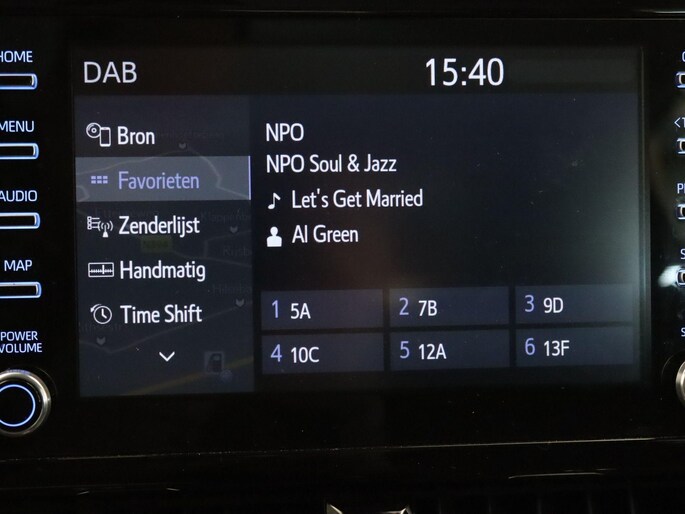 HOME
MENU
AUDIO
MAP
POWER
VOLUME
DAB
15:40
Bron
Favorieten
Zenderlijst
Handmatig
Time Shift
NPO
NPO Soul & Jazz
Let's Get Married
Al Green
1 5A
2 7B
3 9D
4 10C
5 12A
6 13F